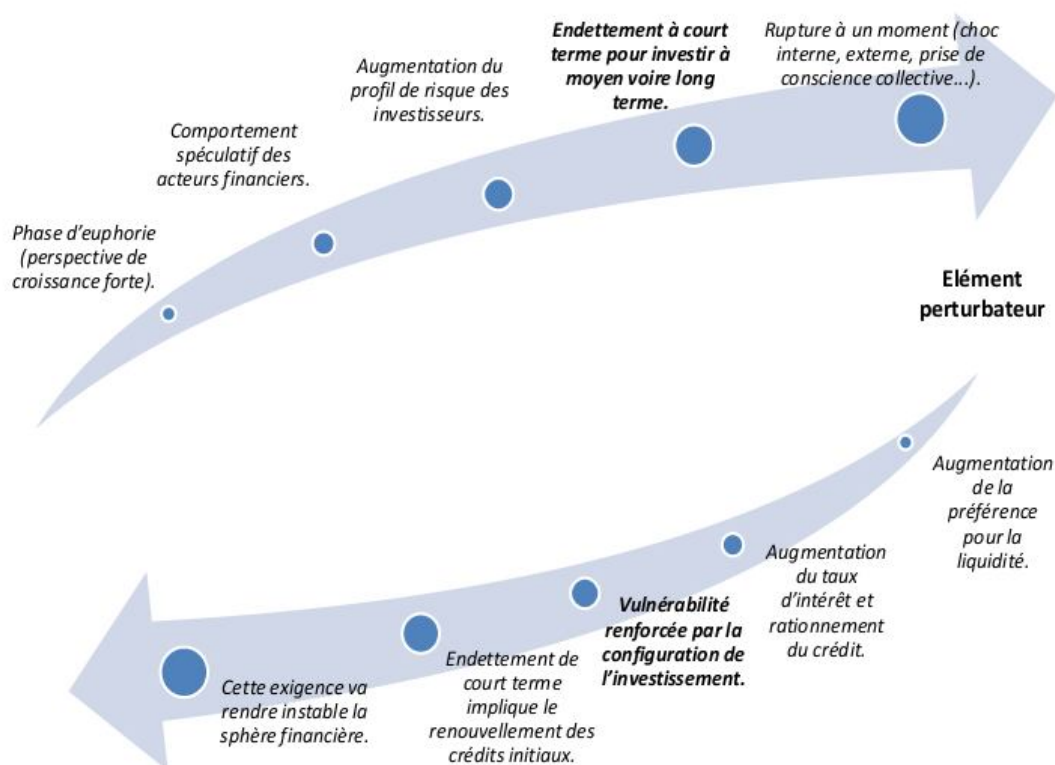 Phase d’euphorie
(perspective de
croissance forte).
Comportement
spéculatif des
acteurs financiers.
Augmentation du
profil de risque des
investisseurs.
Endettement à court
terme pour investir à
moyen voire long
terme.
Rupture à un moment (choc
interne, externe, prise de
conscience collective...).
Elément
perturbateur
Augmentation
de la
préférence
pour la
liquidité.
Augmentation
du taux
d’intérêt et
rationnement
du crédit.
Vulnérabilité
renforcée par la
configuration de
l’investissement.
Endettement de
court terme
implique le
renouvellement des
crédits initiaux.
Cette exigence va
rendre instable la
sphère financière.